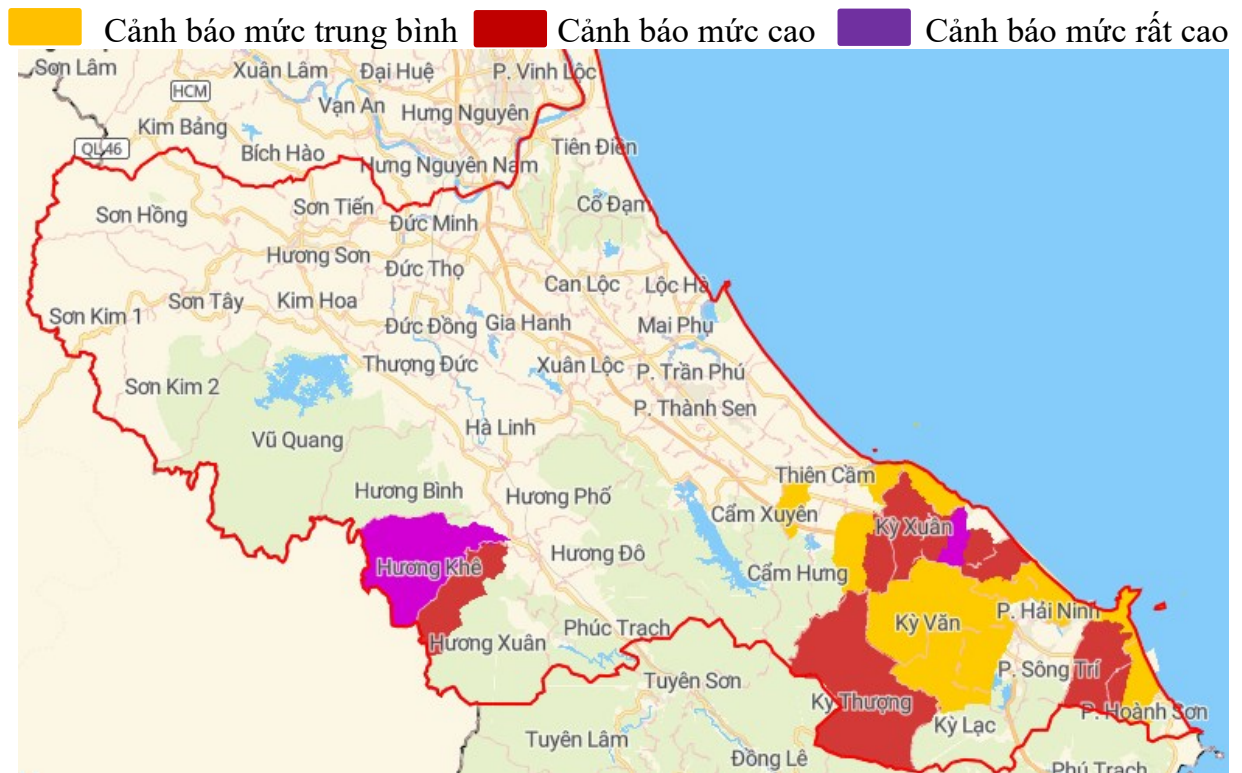 Cảnh báo mức trung bình Cảnh báo mức cao Cảnh báo mức rất cao
Sơn Lâm
Xuân Lâm
Đại Huệ
P. Vinh Lộc
HCM
Vạn An
Hưng Nguyên
Kim Bảng
QL46
Bích Hào
Hưng Nguyên Nam
Tiên Điền
Sơn Hồng
Sơn Tiến
Cổ Đạm
Đức Minh
Hương Sơn
Đức Thọ
Can Lộc
Lộc Hà
Sơn Tây
Kim Hoa
Sơn Kim 1
Đức Đồng
Gia Hanh
Mai Phụ
Thượng Đức
Xuân Lộc
P. Trần Phú
Sơn Kim 2
P. Thành Sen
Vũ Quang
Hà Linh
Thiên Cầm
Hương Bình
Hương Phố
Cẩm Xuyên
Kỳ Xuân
Hương Đô
Hương Khê
Cẩm Hưng
P. Hải Ninh
Kỳ Văn
Phúc Trạch
Hương Xuân
P. Sông Trí
Tuyên Sơn
Kỳ Thượng
P. Hoành Sơn
Kỳ Lạc
Tuyên Lâm
Đồng Lê
Phú Trạch